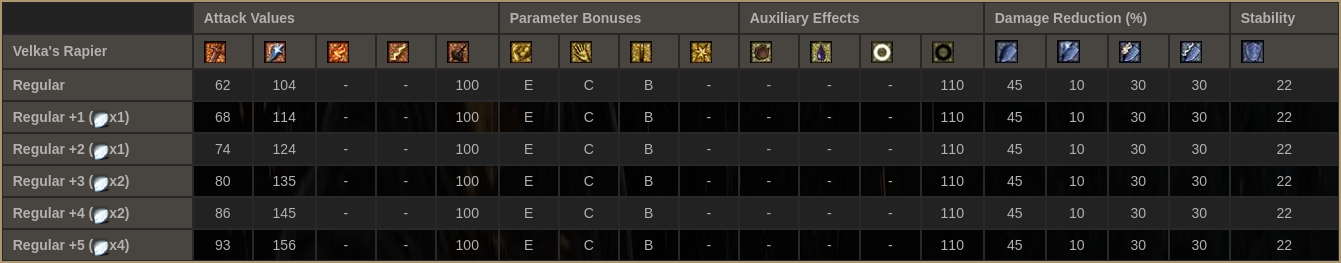 Attack Values Parameter Bonuses Auxiliary Effects Damage Reduction (%) Stability
Velka's Rapier
Regular 62 104 - - 100 E C B - - - - 110 45 10 30 30 22
Regular +1 (x1) 68 114 - - 100 E C B - - - - 110 45 10 30 30 22
Regular +2 (x1) 74 124 - - 100 E C B - - - - 110 45 10 30 30 22
Regular +3 (x2) 80 135 - - 100 E C B - - - - 110 45 10 30 30 22
Regular +4 (x2) 86 145 - - 100 E C B - - - - 110 45 10 30 30 22
Regular +5 (x4) 93 156 - - 100 E C B - - - - 110 45 10 30 30 22